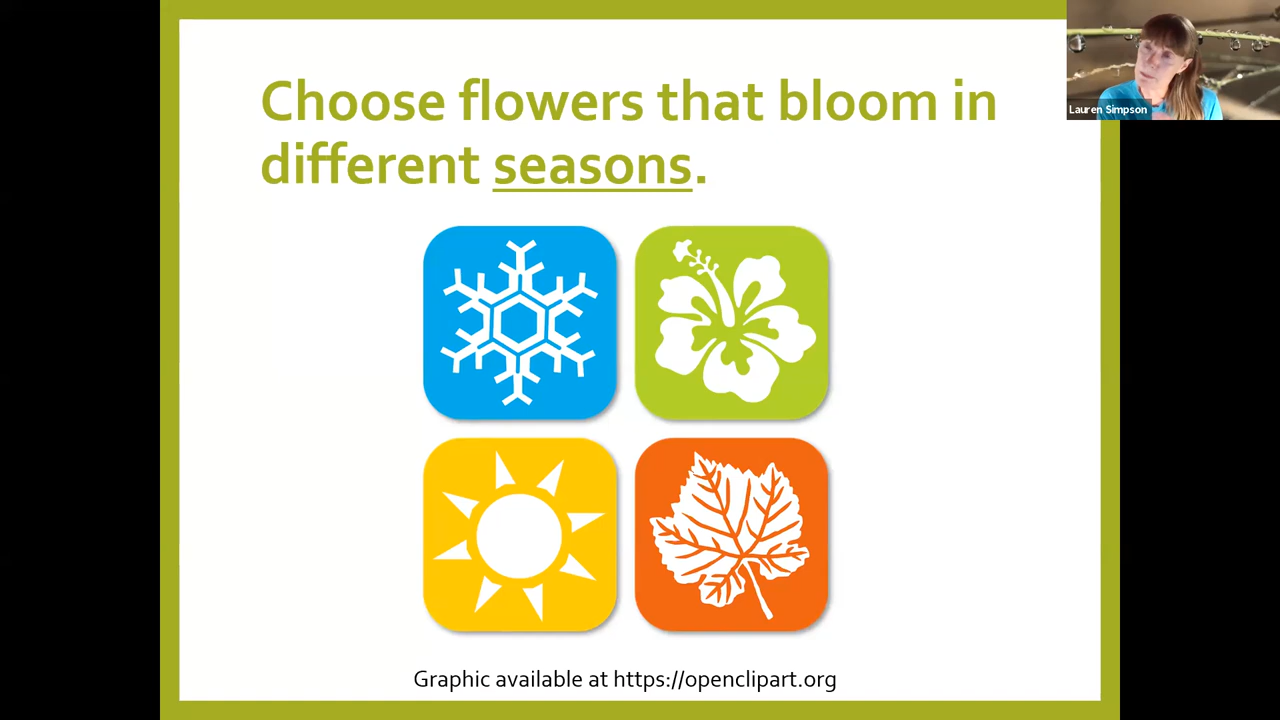 Choose flowers that bloom in
different seasons.
Lauren Simpson
Graphic available at https://openclipart.org